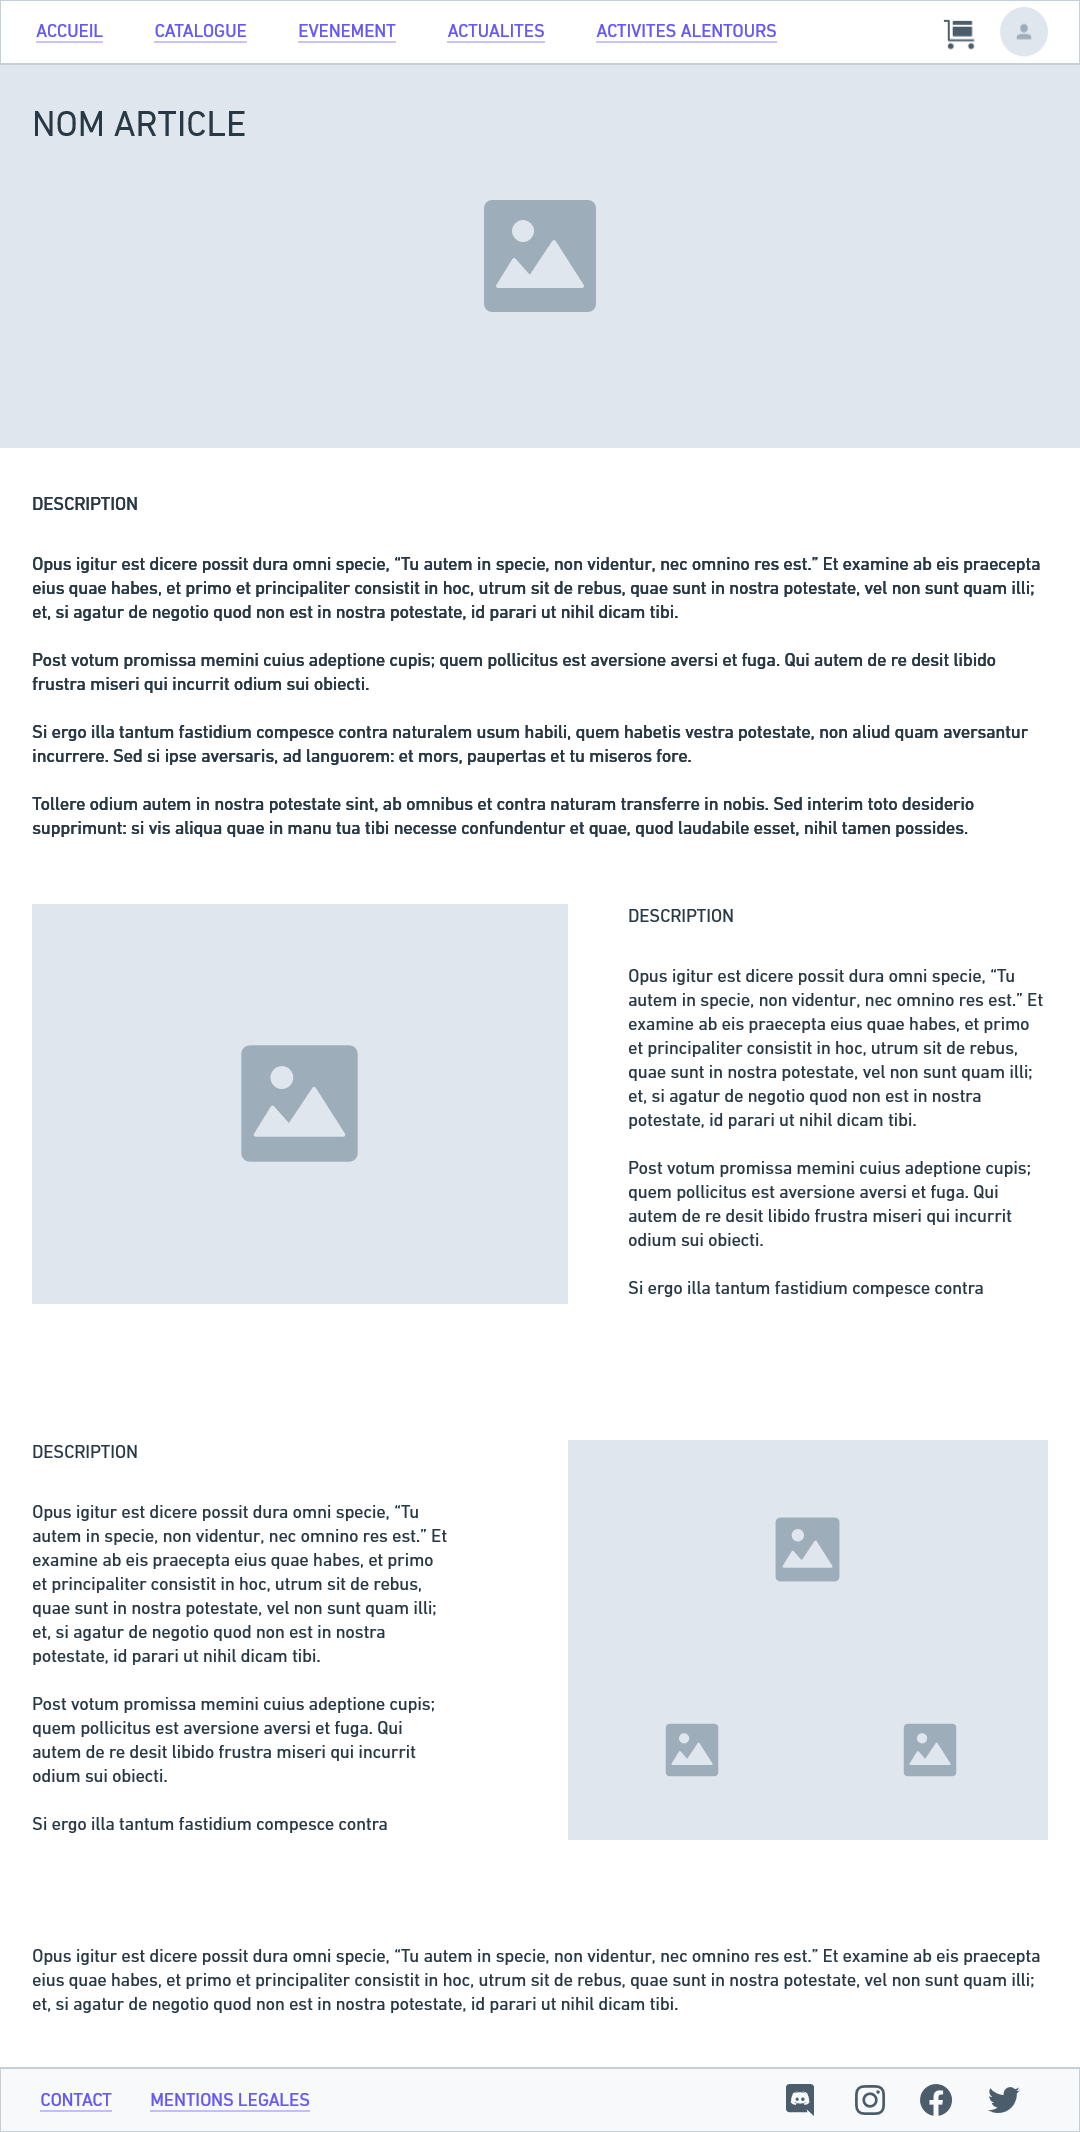 ACCUEIL CATALOGUE EVENEMENT ACTUALITES ACTIVITES ALENTOURS
NOM ARTICLE
DESCRIPTION
Opus igitur est dicere possit dura omni specie, “Tu autem in specie, non videntur, nec omnino res est.” Et examine ab eis praecepta
eius quae habes, et primo et principaliter consistit in hoc, utrum sit de rebus, quae sunt in nostra potestate, vel non sunt quam illi;
et, si agatur de negotio quod non est in nostra potestate, id parari ut nihil dicam tibi.
Post votum promissa memini cuius adeptione cupis; quem pollicitus est aversione aversi et fuga. Qui autem de re desit libido
frustra miseri qui incurrit odium sui obiecti.
Si ergo illa tantum fastidium compesce contra naturalem usum habili, quem habetis vestra potestate, non aliud quam aversantur
incurrere. Sed si ipse aversaris, ad languorem: et mors, paupertas et tu miseros fore.
Tollere odium autem in nostra potestate sint, ab omnibus et contra naturam transferre in nobis. Sed interim toto desiderio
supprimunt: si vis aliqua quae in manu tua tibi necesse confundentur et quae, quod laudabile esset, nihil tamen possides.
DESCRIPTION
Opus igitur est dicere possit dura omni specie, “Tu
autem in specie, non videntur, nec omnino res est.” Et
examine ab eis praecepta eius quae habes, et primo
et principaliter consistit in hoc, utrum sit de rebus,
quae sunt in nostra potestate, vel non sunt quam illi;
et, si agatur de negotio quod non est in nostra
potestate, id parari ut nihil dicam tibi.
Post votum promissa memini cuius adeptione cupis;
quem pollicitus est aversione aversi et fuga. Qui
autem de re desit libido frustra miseri qui incurrit
odium sui obiecti.
Si ergo illa tantum fastidium compesce contra
DESCRIPTION
Opus igitur est dicere possit dura omni specie, “Tu
autem in specie, non videntur, nec omnino res est.” Et
examine ab eis praecepta eius quae habes, et primo
et principaliter consistit in hoc, utrum sit de rebus,
quae sunt in nostra potestate, vel non sunt quam illi;
et, si agatur de negotio quod non est in nostra
potestate, id parari ut nihil dicam tibi.
Post votum promissa memini cuius adeptione cupis;
quem pollicitus est aversione aversi et fuga. Qui
autem de re desit libido frustra miseri qui incurrit
odium sui obiecti.
Si ergo illa tantum fastidium compesce contra
Opus igitur est dicere possit dura omni specie, “Tu autem in specie, non videntur, nec omnino res est.” Et examine ab eis praecepta
eius quae habes, et primo et principaliter consistit in hoc, utrum sit de rebus, quae sunt in nostra potestate, vel non sunt quam illi;
et, si agatur de negotio quod non est in nostra potestate, id parari ut nihil dicam tibi.
CONTACT MENTIONS LEGALES